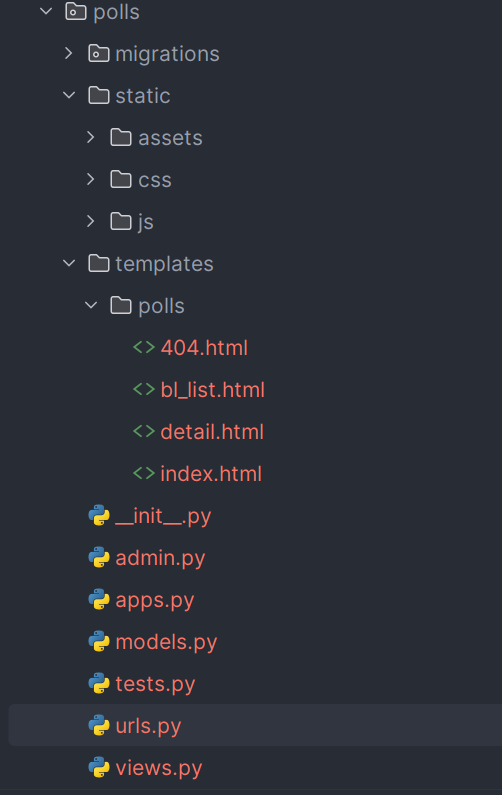 polls
migrations
static
assets
css
js
templates
polls
404.html
bl_list.html
detail.html
index.html
__init__.py
admin.py
apps.py
models.py
tests.py
urls.py
views.py